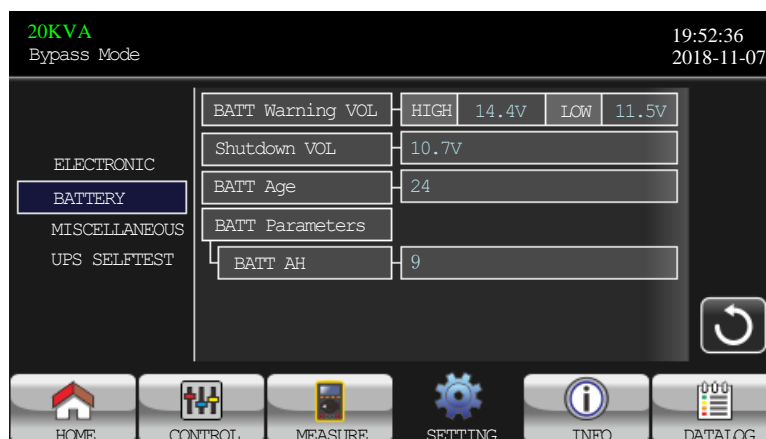 20KVA
Bypass Mode
19:52:36
2018-11-07
ELECTRONIC
BATTERY
MISCELLANEOUS
UPS SELFTEST
BATT Warning VOL HIGH 14.4V LOW 11.5V
Shutdown VOL 10.7V
BATT Age 24
BATT Parameters
BATT AH 9
HOME CONTROL MEASURE SETTING INFO DATALOG